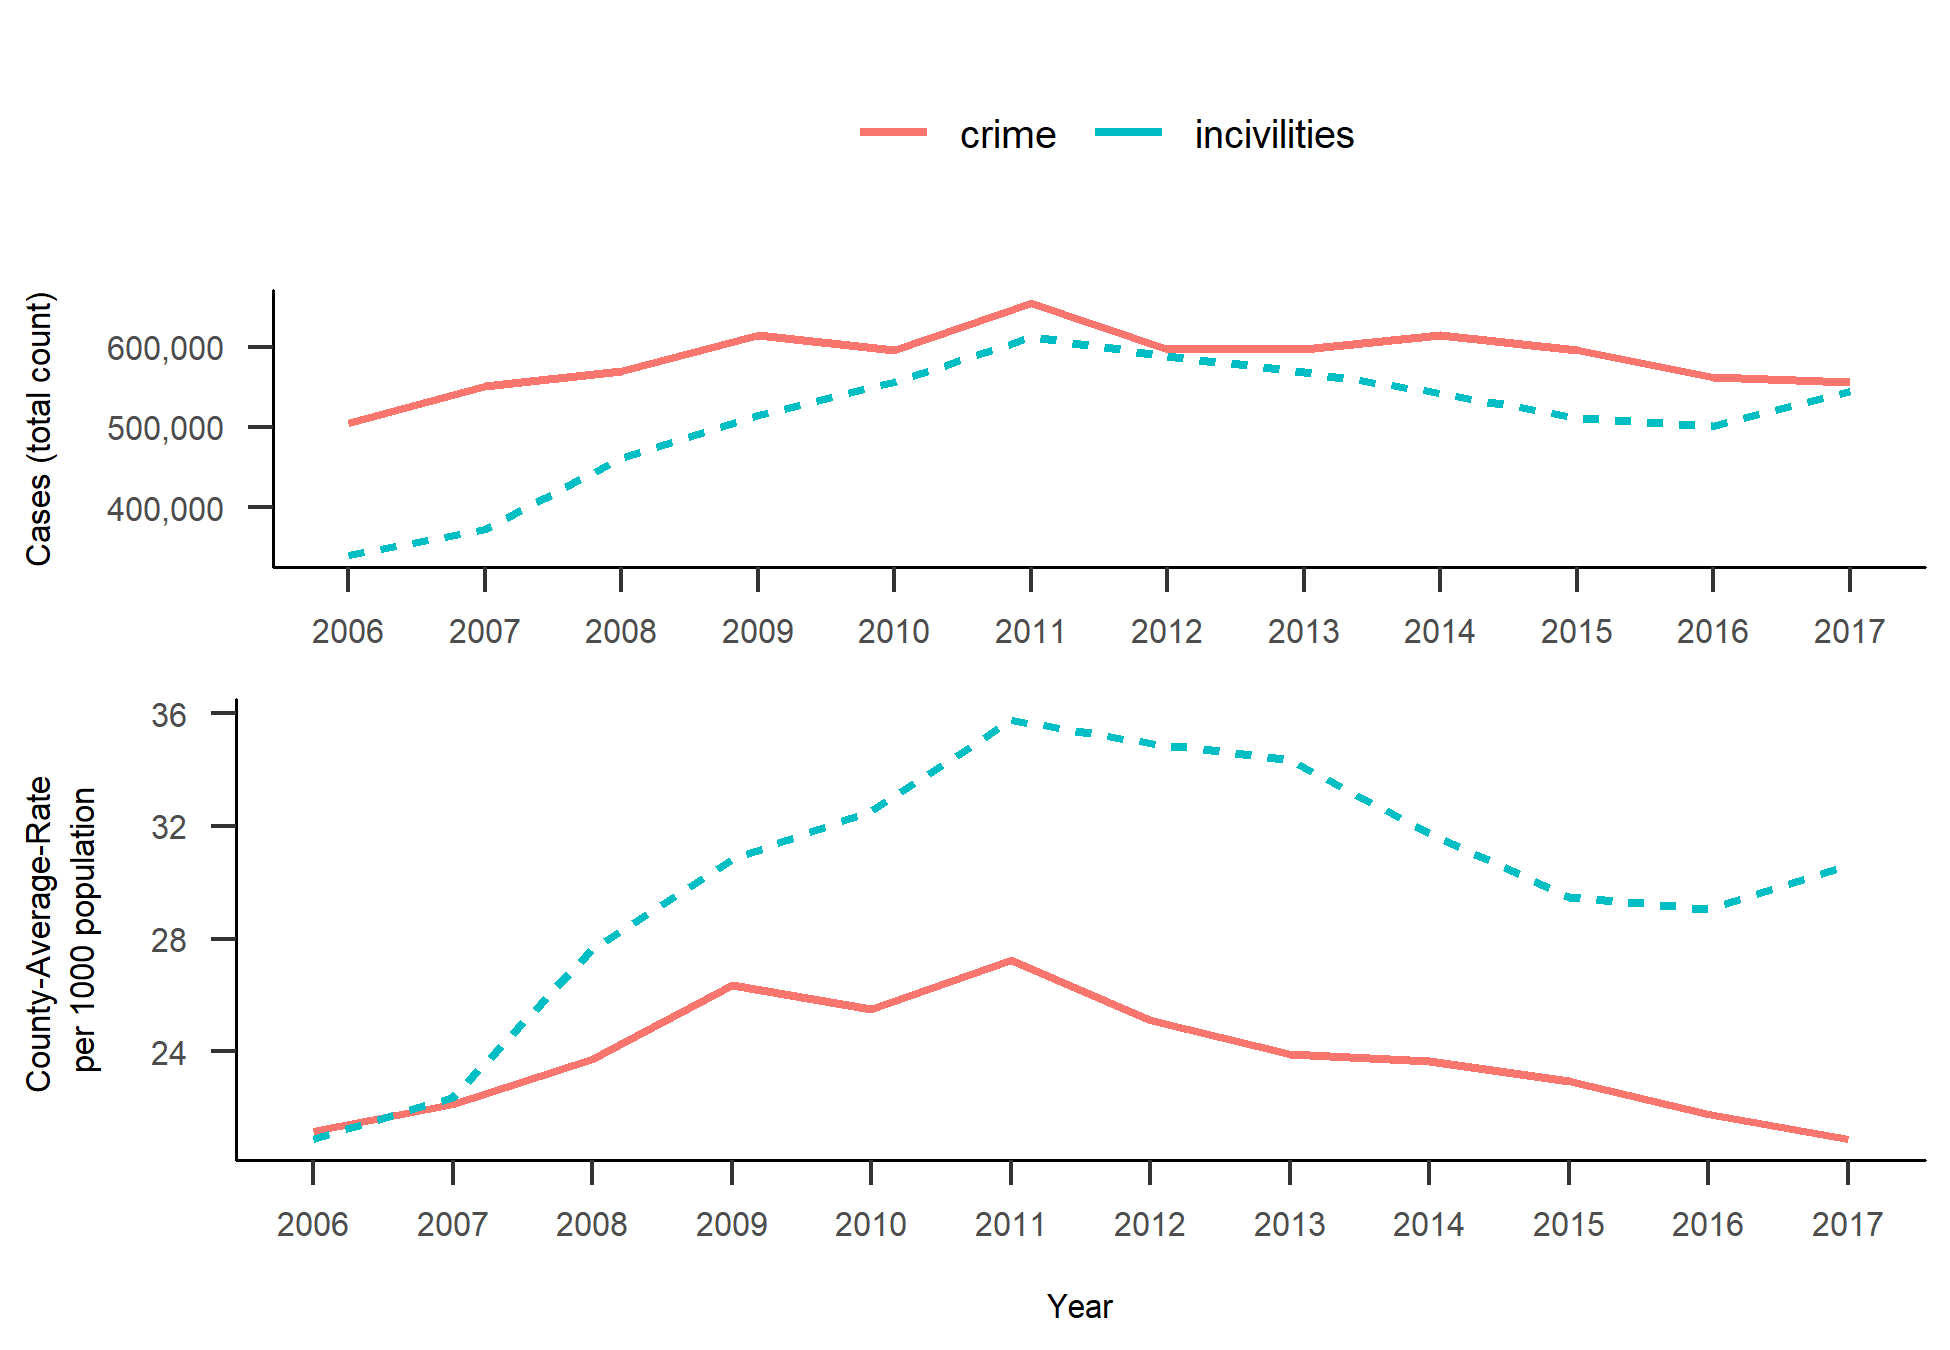 crime incivilities
Cases (total count)
600,000
500,000
400,000
2006 2007 2008 2009 2010 2011 2012 2013 2014 2015 2016 2017
County-Average-Rate
per 1000 population
36
32
28
24
2006 2007 2008 2009 2010 2011 2012 2013 2014 2015 2016 2017
Year